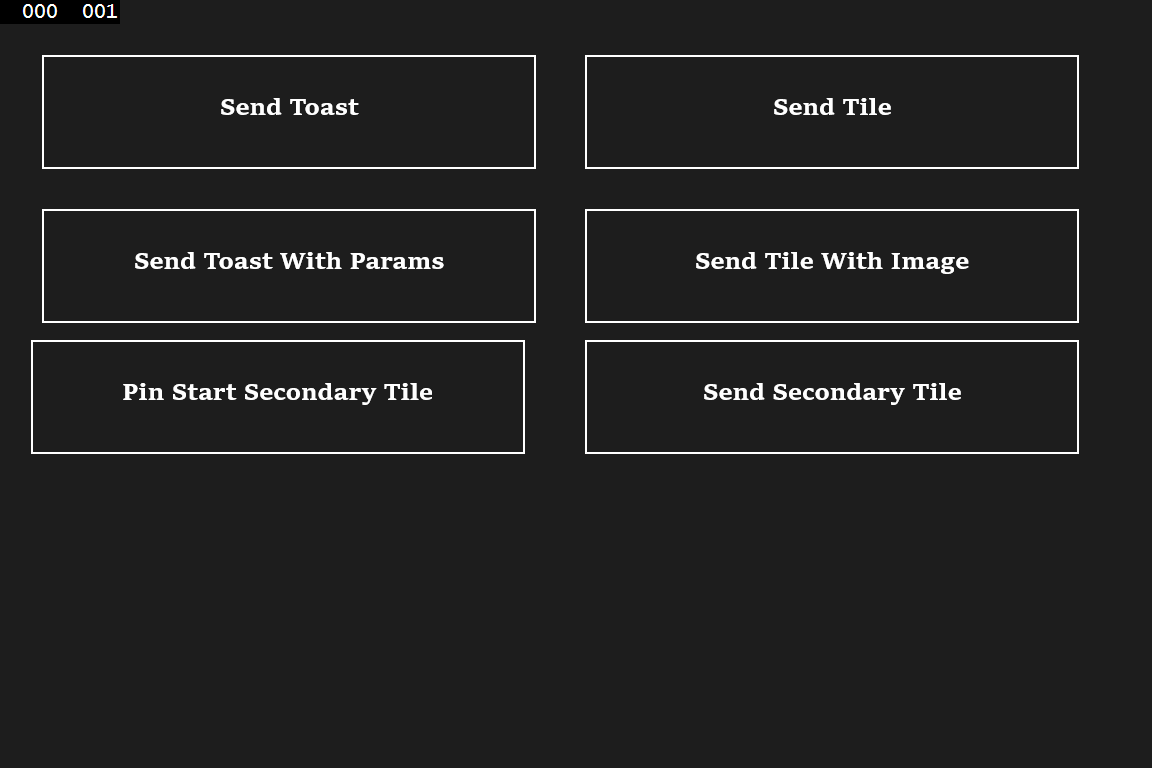 000 001
Send Toast
Send Tile
Send Toast With Params
Send Tile With Image
Pin Start Secondary Tile
Send Secondary Tile